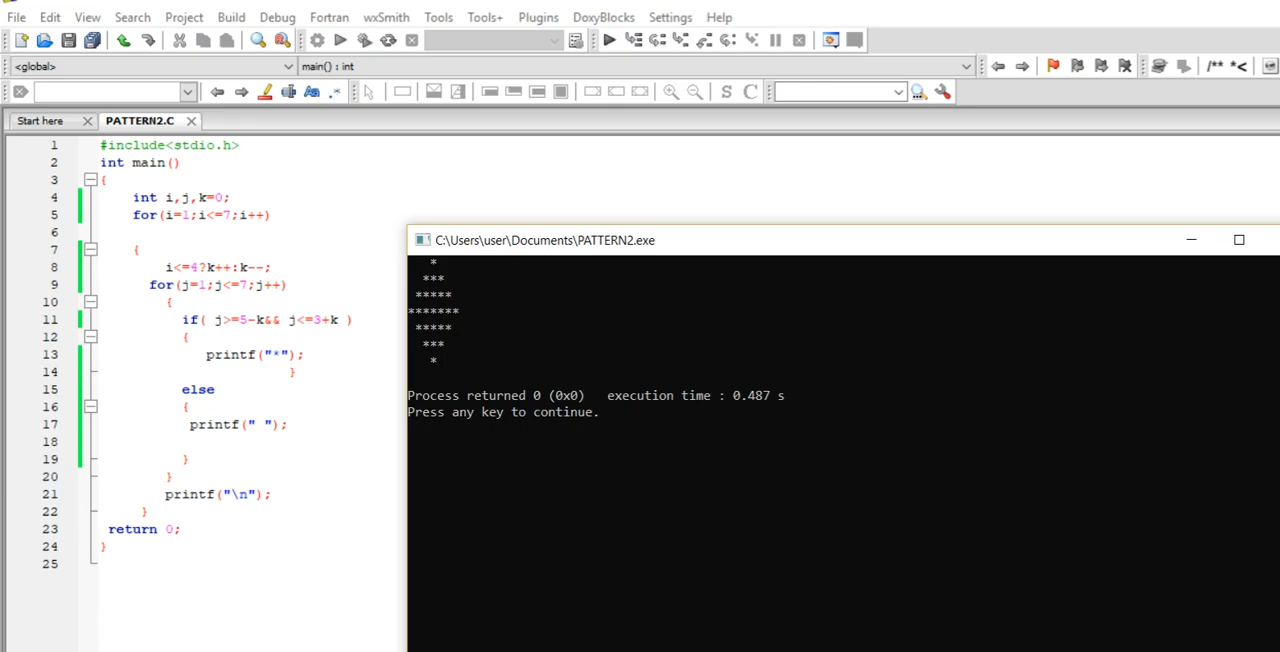 File Edit View Search Project Build Debug Fortran wxSmith Tools Tools+ Plugins DoxyBlocks Settings Help
<global> main() : int /** *<
Aa .* S C
Start here PATTERN2.C
1 #include<stdio.h>
2 int main()
3 {
4 int i,j,k=0;
5 for(i=1;i<=7;i++)
6
7 {
8 i<=4?k++:k--;
9 for(j=1;j<=7;j++)
10 {
11 if( j>=5-k&& j<=3+k )
12 {
13 printf("*");
14 }
15 else
16 {
17 printf(" ");
18
19 }
20 }
21 printf("\n");
22 }
23 return 0;
24 }
25
C:\Users\user\Documents\PATTERN2.exe
*
***
*****
*******
*****
***
*
Process returned 0 (0x0) execution time : 0.487 s
Press any key to continue.